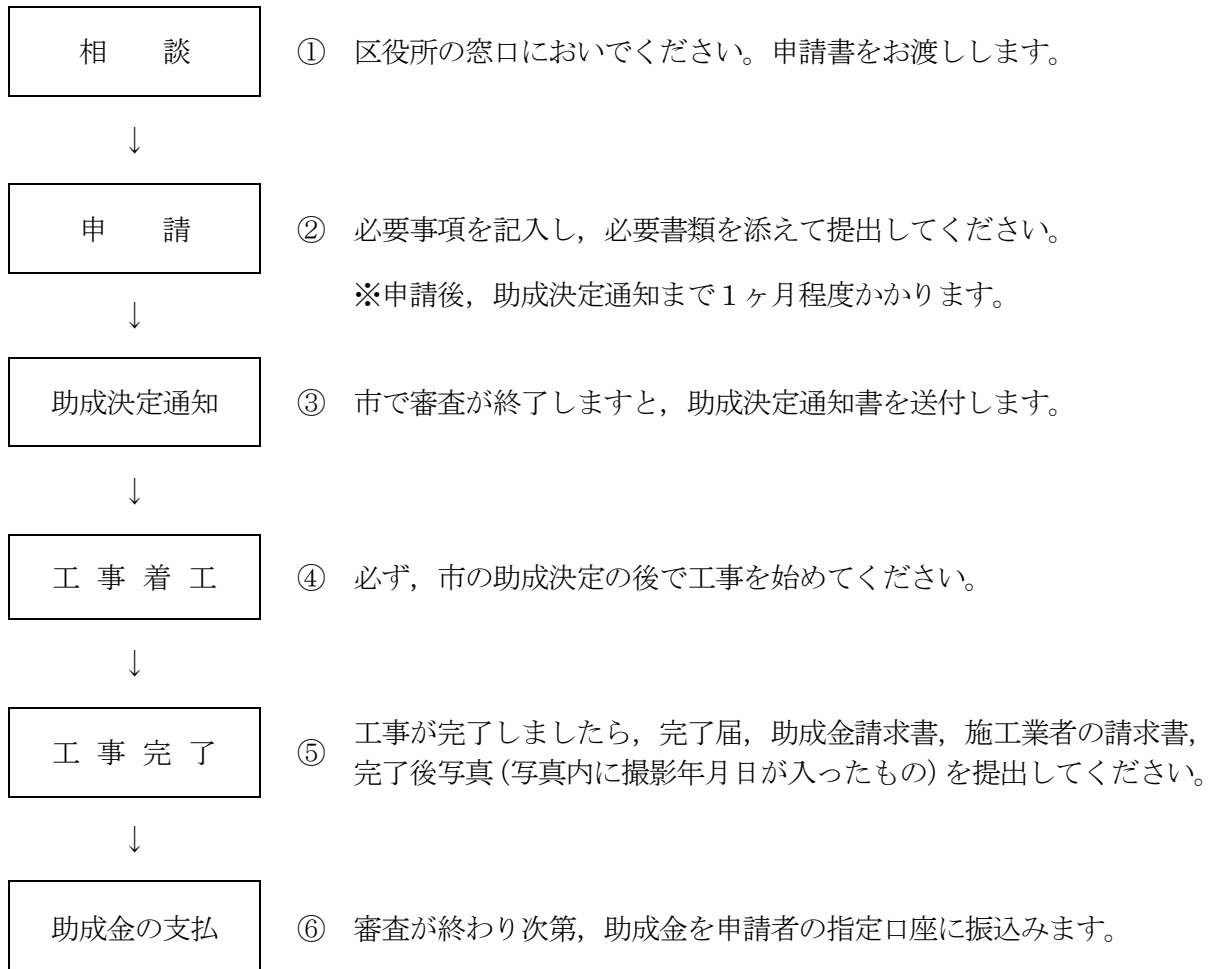 相　　談　① 区役所の窓口においでください。申請書をお渡しします。
↓
申　　請　② 必要事項を記入し，必要書類を添えて提出してください。
※申請後，助成決定通知まで１ヶ月程度かかります。
↓
助成決定通知　③ 市で審査が終了しますと，助成決定通知書を送付します。
↓
工 事 着 工　④ 必ず，市の助成決定の後で工事を始めてください。
↓
工 事 完 了　⑤ 工事が完了しましたら，完了届，助成金請求書，施工業者の請求書，
完了後写真（写真内に撮影年月日が入ったもの）を提出してください。
↓
助成金の支払　⑥ 審査が終わり次第，助成金を申請者の指定口座に振込みます。